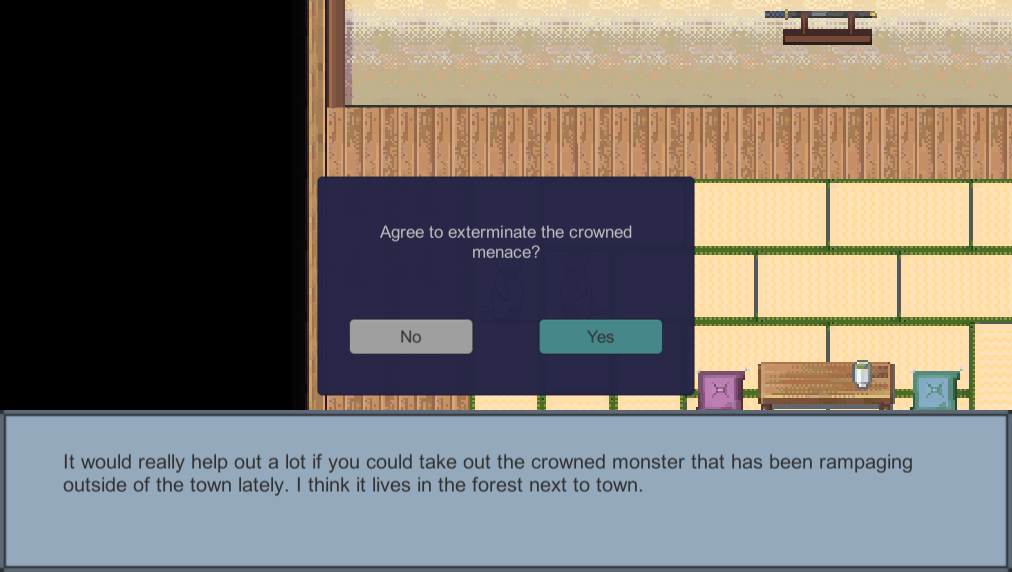 Agree to exterminate the crowned
menace?
No
Yes
It would really help out a lot if you could take out the crowned monster that has been rampaging
outside of the town lately. I think it lives in the forest next to town.